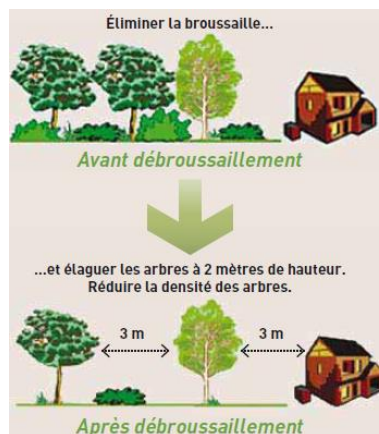 Éliminer la broussaille...
Avant débroussaillement
...et élaguer les arbres à 2 mètres de hauteur.
Réduire la densité des arbres.
3 m 3 m
Après débroussaillement